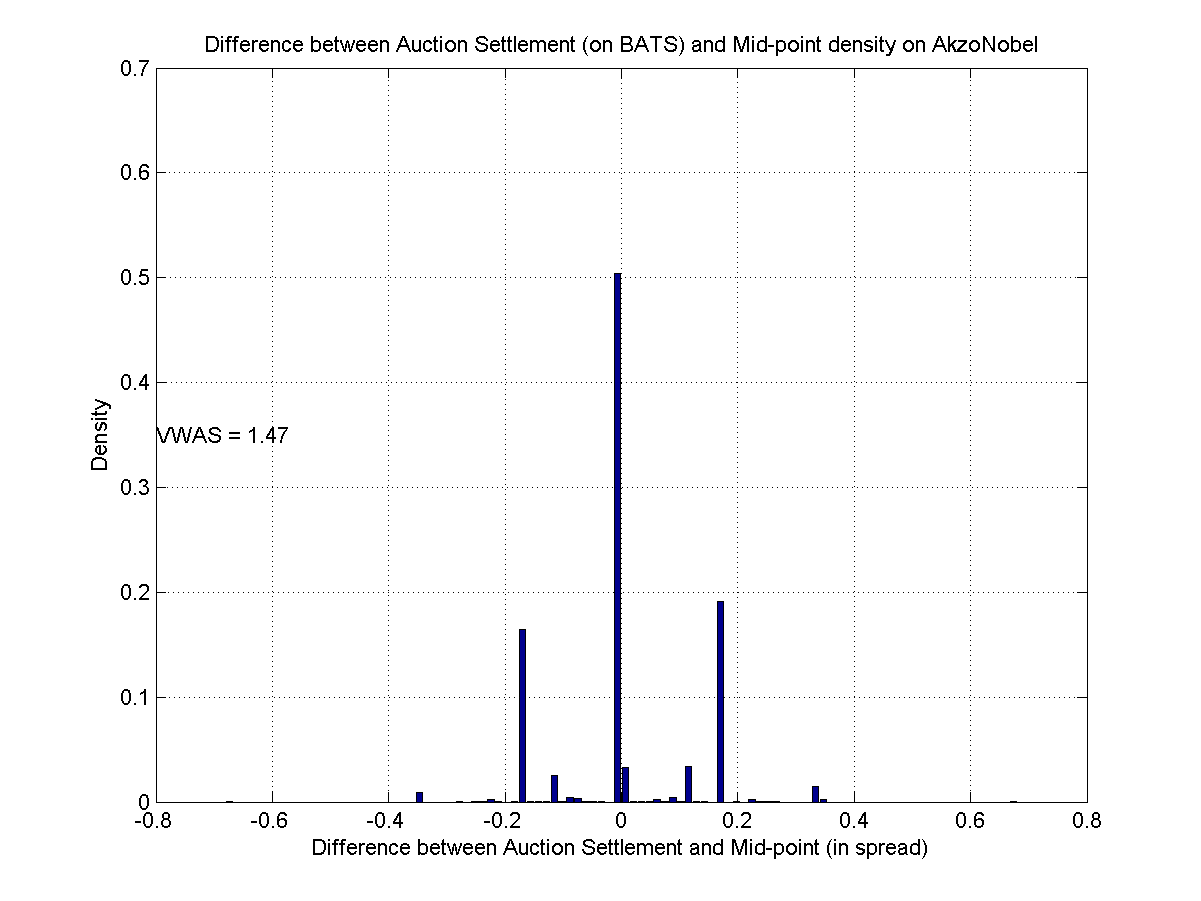 Difference between Auction Settlement (on BATS) and Mid-point density on AkzoNobel
0.7
0.6
0.5
0.4
0.3
0.2
0.1
0
Density
VWAS = 1.47
-0.8 -0.6 -0.4 -0.2 0 0.2 0.4 0.6 0.8
Difference between Auction Settlement and Mid-point (in spread)